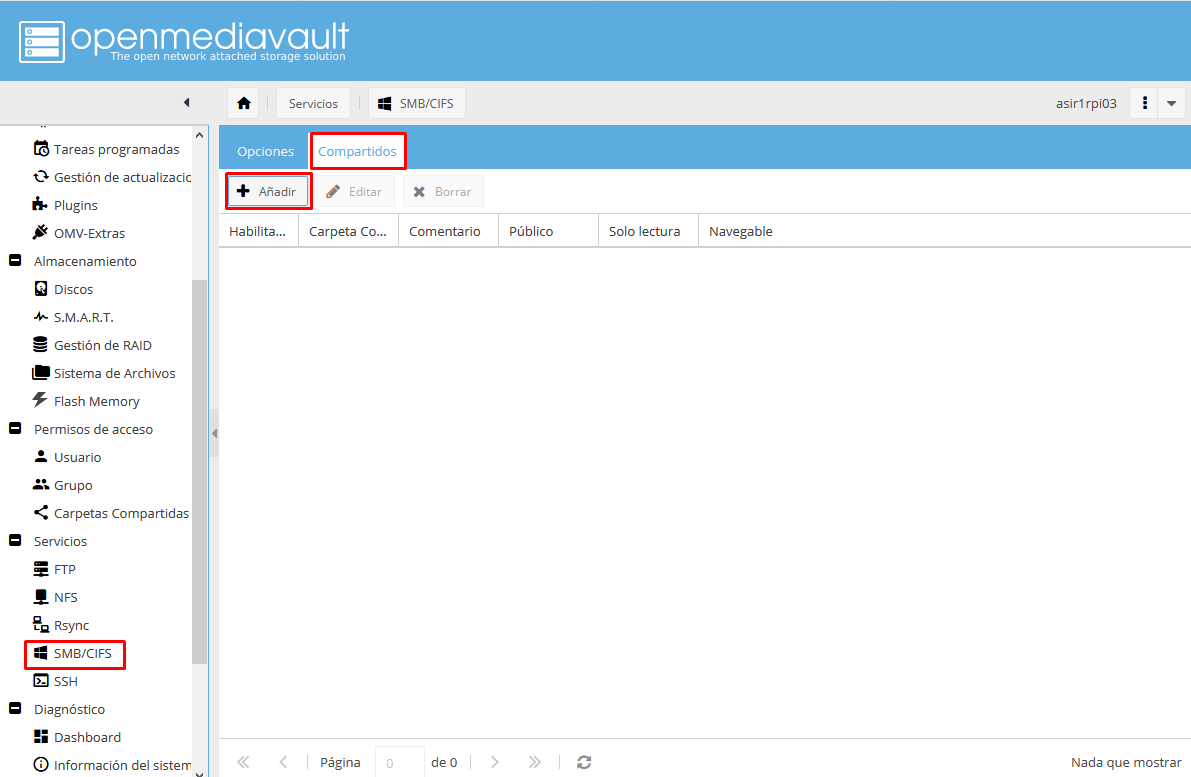 openmediavault
The open network attached storage solution
Servicios
SMB/CIFS
asir1rpi03
Tareas programadas
Gestión de actualizacio
Plugins
OMV-Extras
Almacenamiento
Discos
S.M.A.R.T.
Gestión de RAID
Sistema de Archivos
Flash Memory
Permisos de acceso
Usuario
Grupo
Carpetas Compartidas
Servicios
FTP
NFS
Rsync
SMB/CIFS
SSH
Diagnóstico
Dashboard
Información del sistem
Opciones
Compartidos
Añadir
Editar
Borrar
Habilita...
Carpeta Co...
Comentario
Público
Solo lectura
Navegable
Página
0
de 0
Nada que mostrar